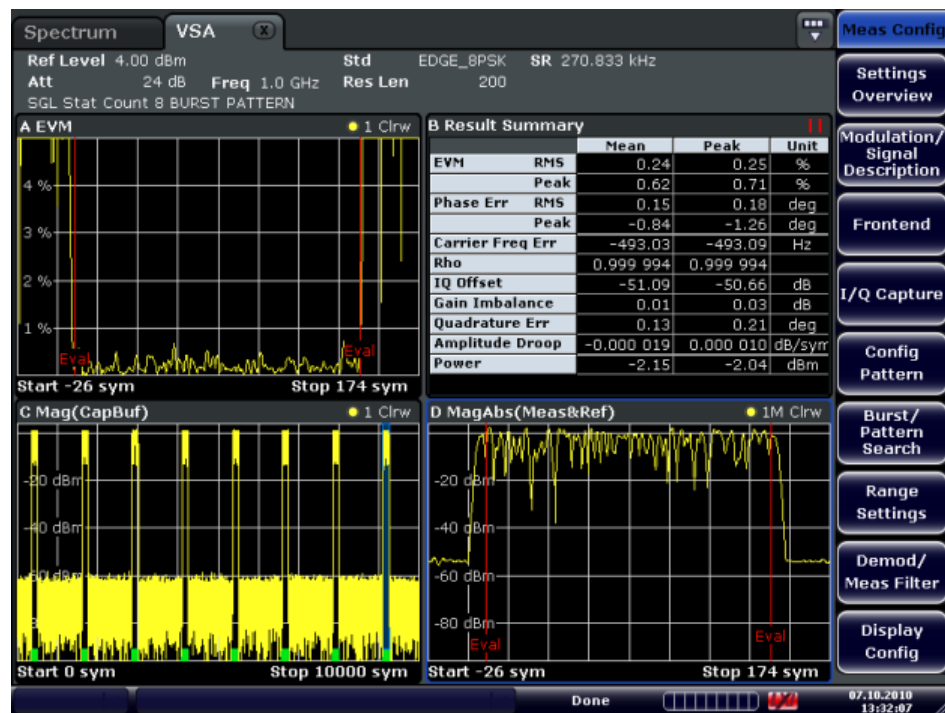 Spectrum VSA X
Ref Level 4.00 dBm Std EDGE_8PSK SR 270.833 kHz
Att 24 dB Freq 1.0 GHz Res Len 200
SGL Stat Count 8 BURST PATTERN
A EVM 1 Clrw
4 %
3 %
2 %
1 %
Eval Eval
Start -26 sym Stop 174 sym
B Result Summary
Mean Peak Unit
EVM RMS 0.24 0.25 %
Peak 0.62 0.71 %
Phase Err RMS 0.15 0.18 deg
Peak -0.84 -1.26 deg
Carrier Freq Err -493.03 -493.09 Hz
Rho 0.999 994 0.999 994
IQ Offset -51.09 -50.66 dB
Gain Imbalance 0.01 0.03 dB
Quadrature Err 0.13 0.21 deg
Amplitude Droop -0.000 019 0.000 010 dB/sym
Power -2.15 -2.04 dBm
C Mag(CapBuf) 1 Clrw
-20 dBm
-40 dBm
Start 0 sym Stop 10000 sym
D MagAbs(Meas&Ref) 1M Clrw
-20 dBm
-40 dBm
-60 dBm
-80 dBm
Eval Eval
Start -26 sym Stop 174 sym
Meas Config
Settings
Overview
Modulation/
Signal
Description
Frontend
I/Q Capture
Config
Pattern
Burst/
Pattern
Search
Range
Settings
Demod/
Meas Filter
Display
Config
Done
07.10.2010
13:32:07